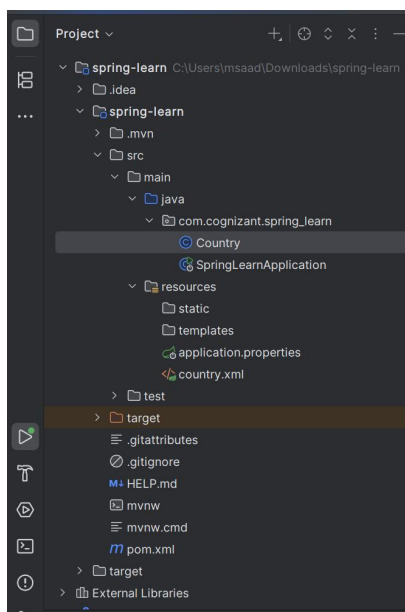 Project
spring-learn C:\Users\msaad\Downloads\spring-learn
.idea
spring-learn
.mvn
src
main
java
com.cognizant.spring_learn
Country
SpringLearnApplication
resources
static
templates
application.properties
country.xml
test
target
.gitattributes
.gitignore
M↓ HELP.md
mvnw
mvnw.cmd
m pom.xml
target
External Libraries